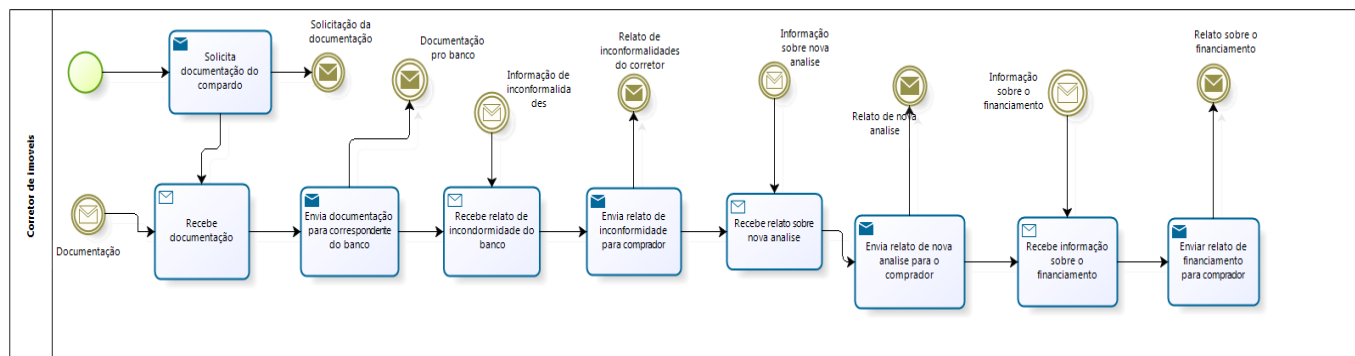 Corretor de imoveis
Solicita
documentação do
compardo
Solicitação da
documentação
Documentação
pro banco
Informação de
inconformalida
des
Relato de
inconformalidades
do corretor
Informação
sobre nova
analise
Relato de nova
analise
Informação
sobre o
financiamento
Relato sobre o
financiamento
Documentação
Recebe
documentação
Envia documentação
para correspondente
do banco
Recebe relato de
incondormidade do
banco
Envia relato de
inconformidade
para comprador
Recebe relato sobre
nova analise
Envia relato de nova
analise para o
comprador
Recebe informação
sobre o
financiamento
Enviar relato de
financiamento
para comprador